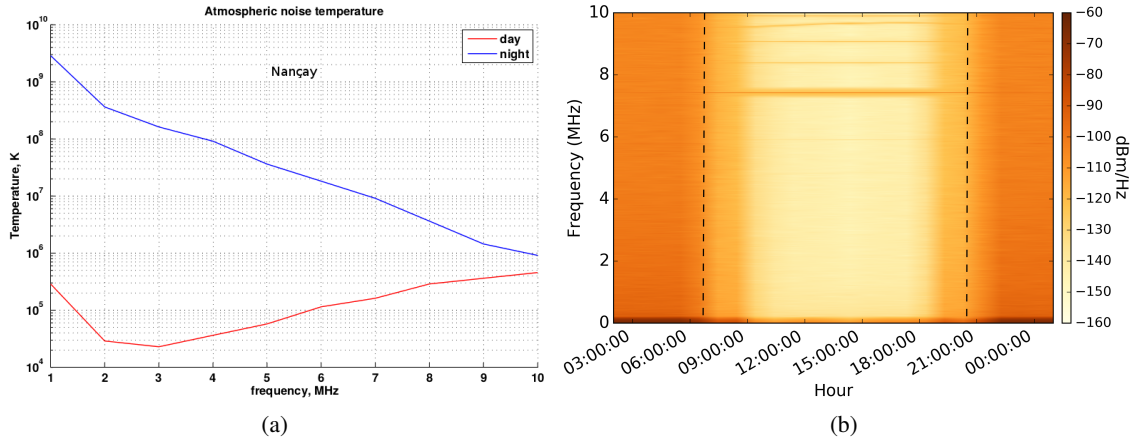 Atmospheric noise temperature
10^10
10^9
10^8
10^7
10^6
10^5
10^4
Temperature, K
day
night
Nançay
1 2 3 4 5 6 7 8 9 10
frequency, MHz
(a)
10
8
6
4
2
0
Frequency (MHz)
03:00:00 06:00:00 09:00:00 12:00:00 15:00:00 18:00:00 21:00:00 00:00:00
Hour
−60
−70
−80
−90
−100
−110
−120
−130
−140
−150
−160
dBm/Hz
(b)